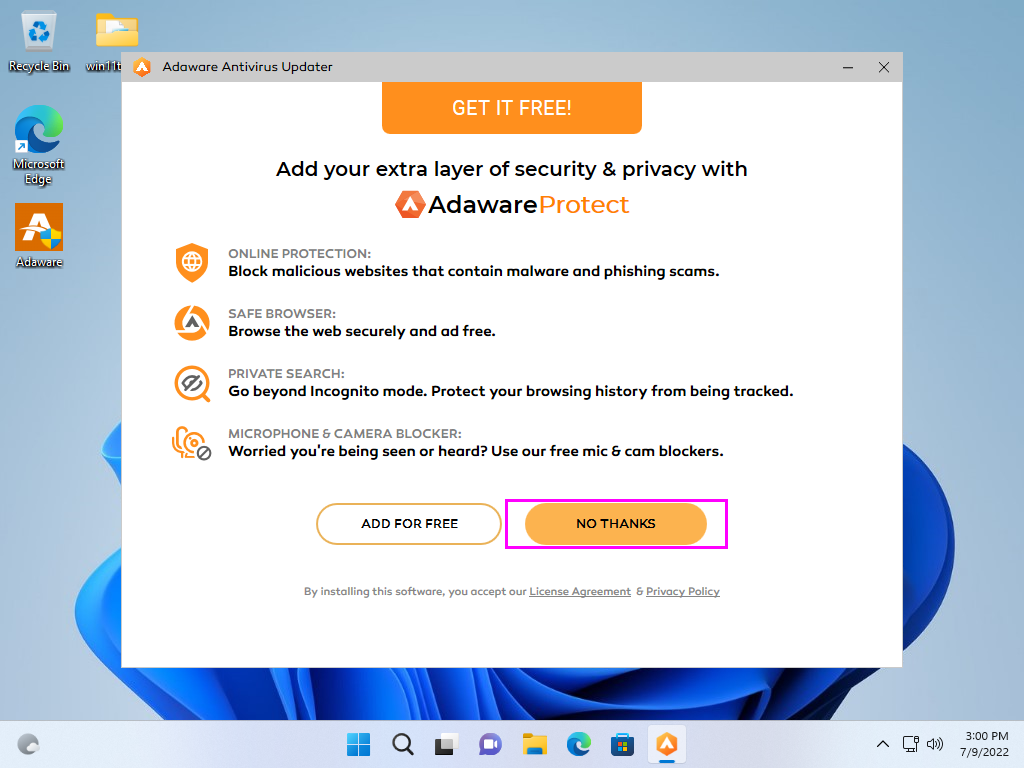 Recycle Bin
win11t
Adaware Antivirus Updater
GET IT FREE!
Add your extra layer of security & privacy with
AdawareProtect
Microsoft
Edge
Adaware
ONLINE PROTECTION:
Block malicious websites that contain malware and phishing scams.
SAFE BROWSER:
Browse the web securely and ad free.
PRIVATE SEARCH:
Go beyond Incognito mode. Protect your browsing history from being tracked.
MICROPHONE & CAMERA BLOCKER:
Worried you're being seen or heard? Use our free mic & cam blockers.
ADD FOR FREE
NO THANKS
By installing this software, you accept our License Agreement & Privacy Policy
3:00 PM
7/9/2022